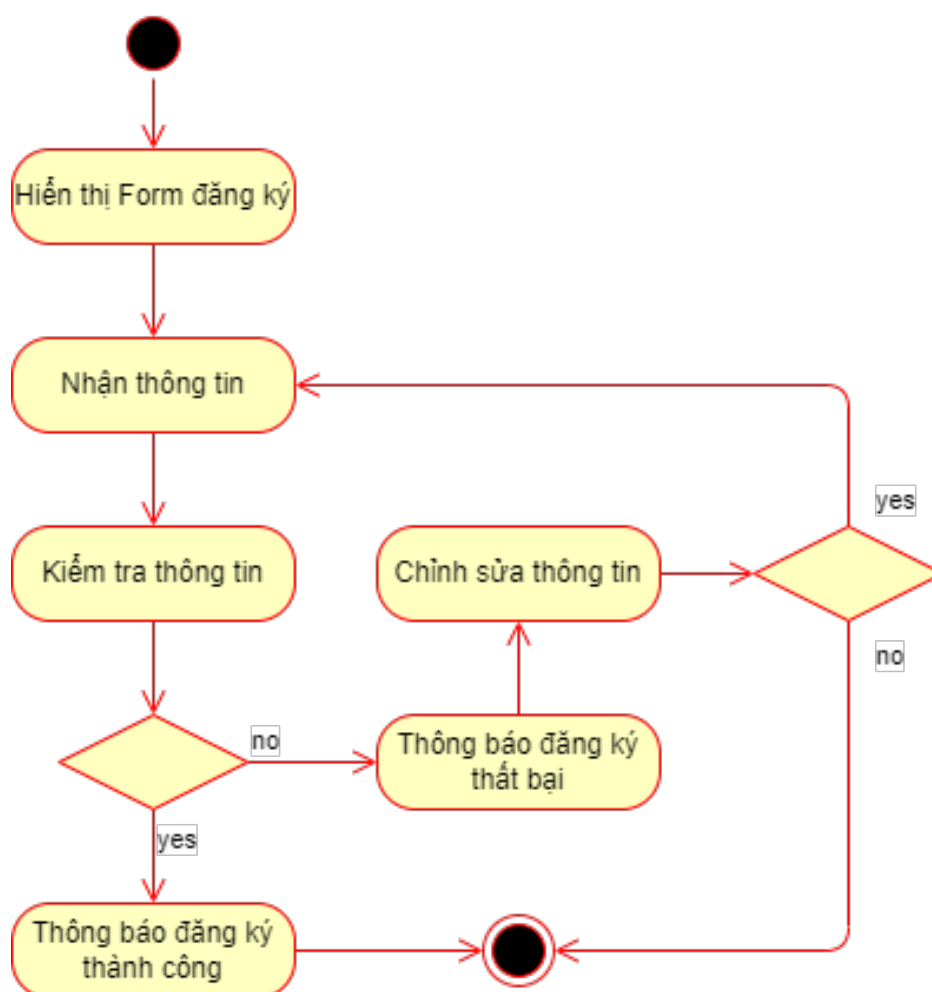 Hiển thị Form đăng ký
Nhận thông tin
yes
Kiểm tra thông tin
Chỉnh sửa thông tin
no
no
Thông báo đăng ký
thất bại
yes
Thông báo đăng ký
thành công